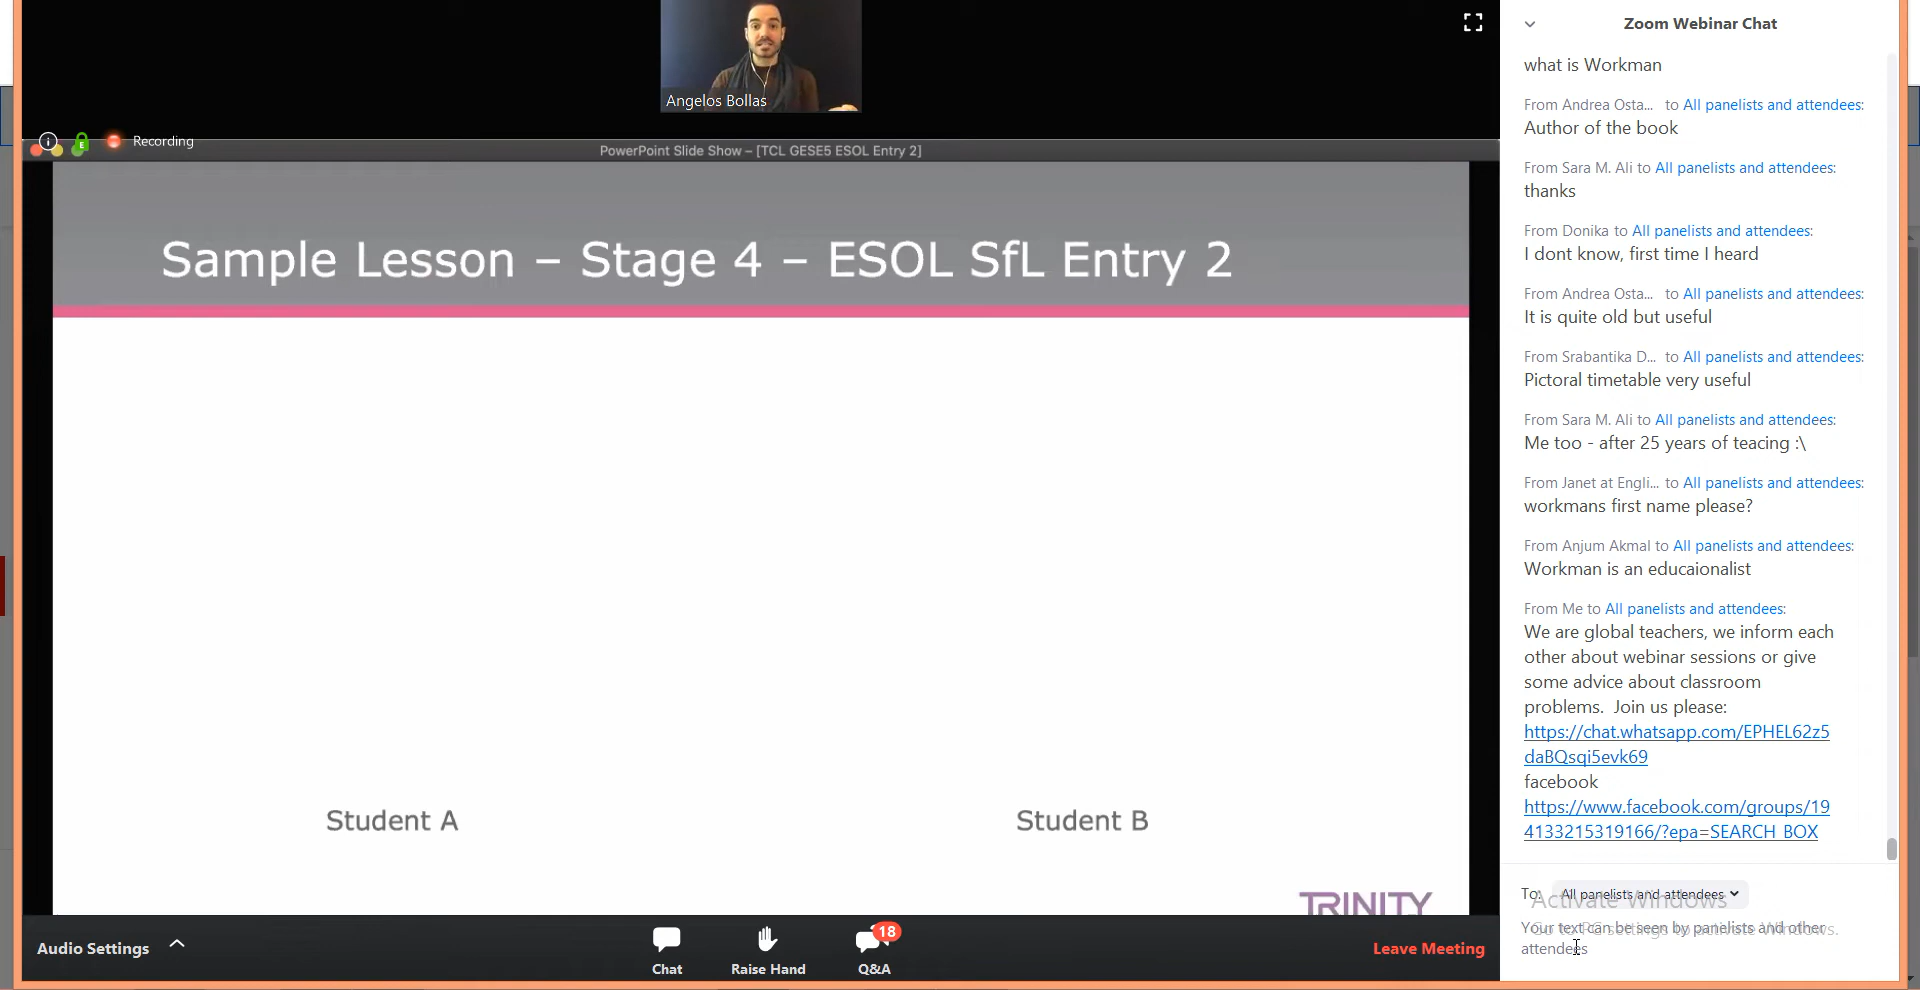 Angelos Bollas
Recording
PowerPoint Slide Show – [TCL GESE5 ESOL Entry 2]
Sample Lesson – Stage 4 – ESOL SfL Entry 2
Student A
Student B
TRINITY
Audio Settings
Chat
Raise Hand
18
Q&A
Leave Meeting
Zoom Webinar Chat
what is Workman
From Andrea Osta... to All panelists and attendees:
Author of the book
From Sara M. Ali to All panelists and attendees:
thanks
From Donika to All panelists and attendees:
I dont know, first time I heard
From Andrea Osta... to All panelists and attendees:
It is quite old but useful
From Srabantika D... to All panelists and attendees:
Pictoral timetable very useful
From Sara M. Ali to All panelists and attendees:
Me too - after 25 years of teacing :\
From Janet at Engli... to All panelists and attendees:
workmans first name please?
From Anjum Akmal to All panelists and attendees:
Workman is an educaionalist
From Me to All panelists and attendees:
We are global teachers, we inform each
other about webinar sessions or give
some advice about classroom
problems.  Join us please:
https://chat.whatsapp.com/EPHEL62z5
daBQsqi5evk69
facebook
https://www.facebook.com/groups/19
4133215319166/?epa=SEARCH_BOX
To: All panelists and attendees
Activate Windows
Your text can be seen by panelists and other
attendees
Go to PC settings to activate Windows.